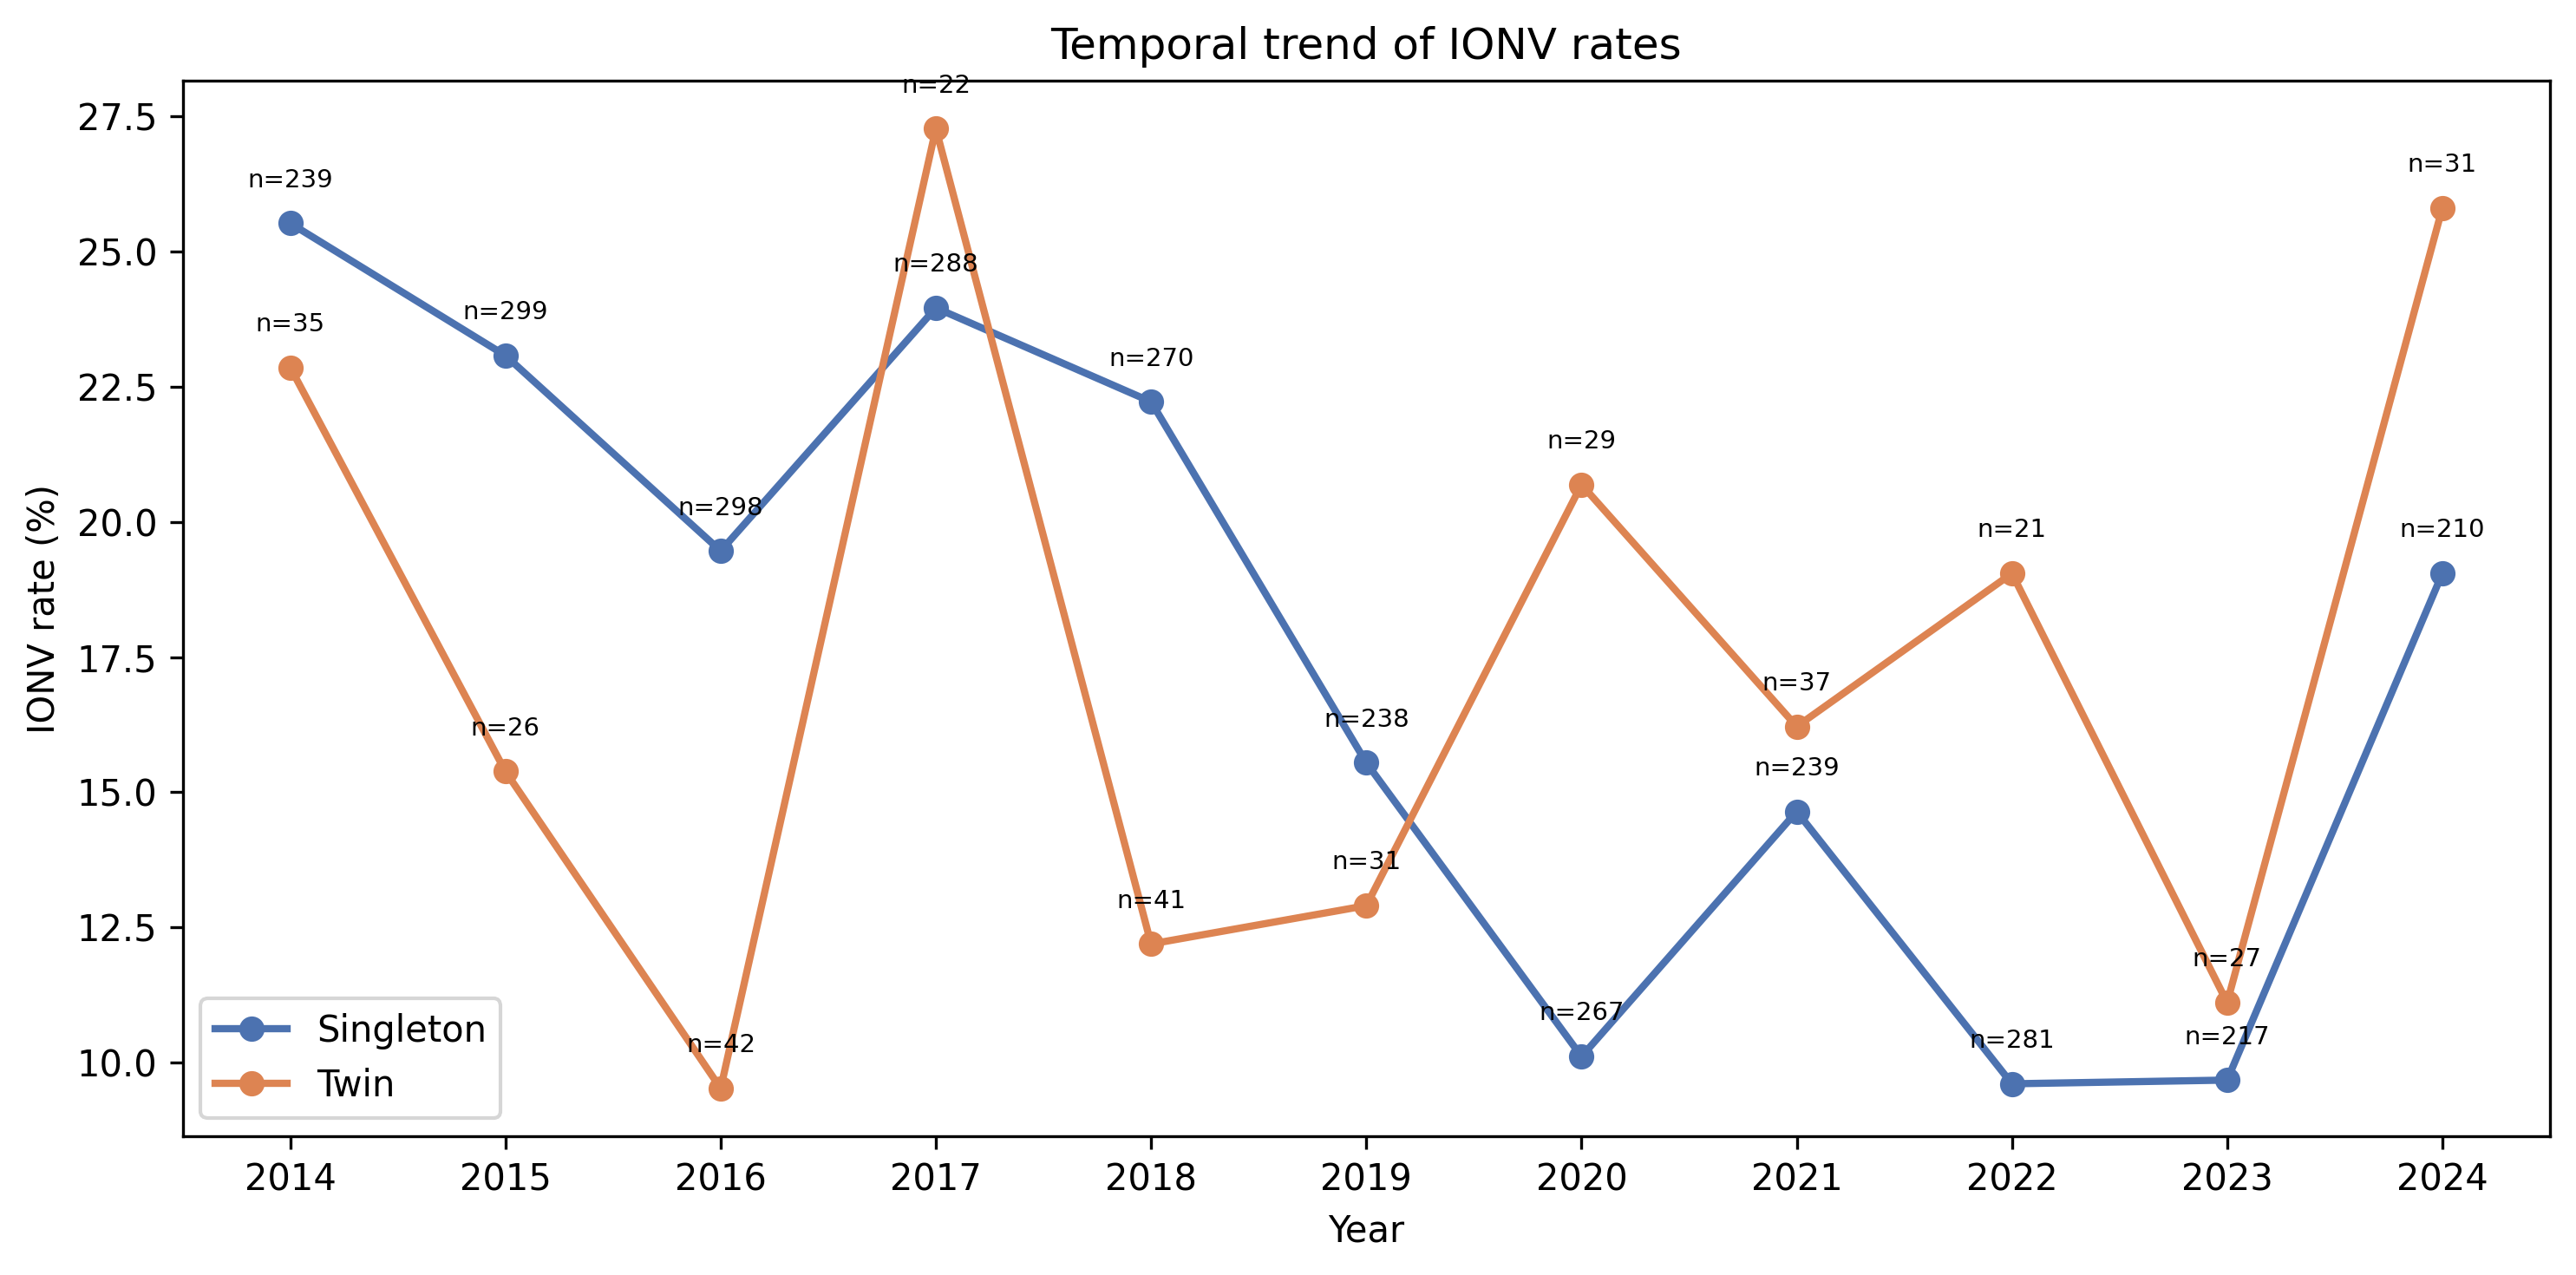 Temporal trend of IONV rates
IONV rate (%)
27.5
25.0
22.5
20.0
17.5
15.0
12.5
10.0
n=239
n=299
n=298
n=288
n=270
n=238
n=267
n=239
n=281
n=217
n=210
n=35
n=26
n=42
n=22
n=41
n=31
n=29
n=37
n=21
n=27
n=31
Singleton
Twin
2014 2015 2016 2017 2018 2019 2020 2021 2022 2023 2024
Year